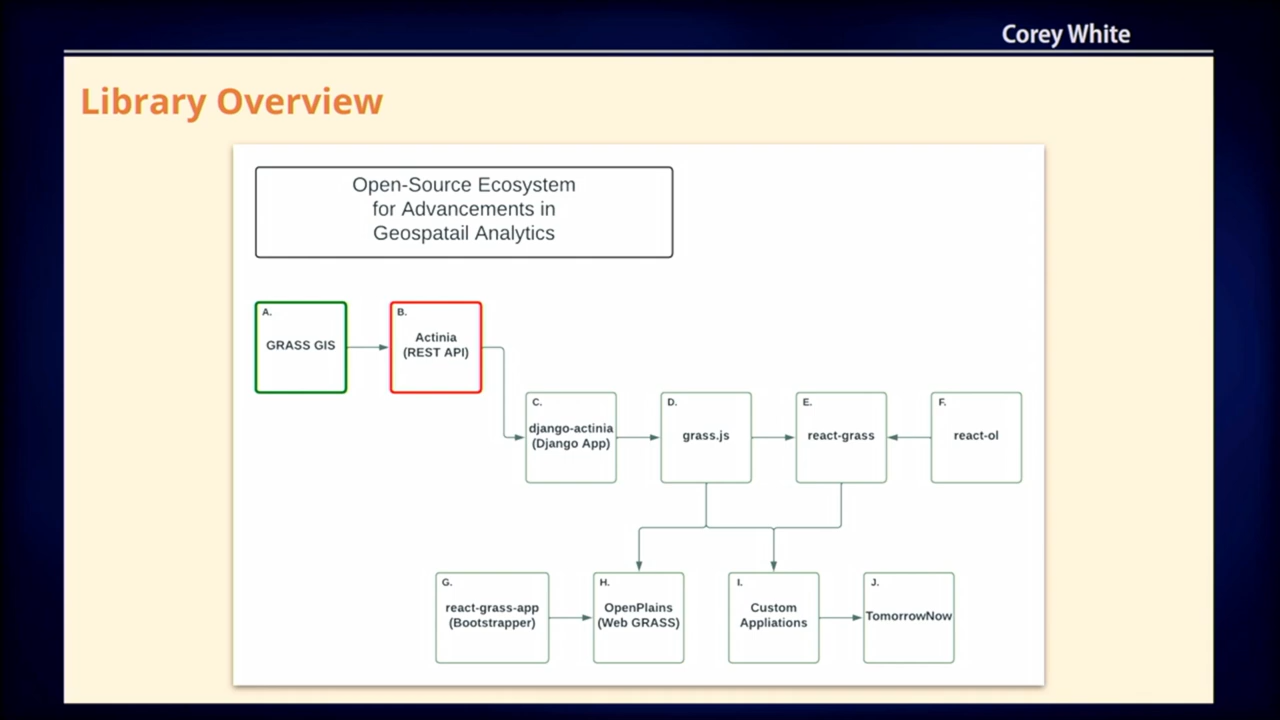 Corey White
Library Overview
Open-Source Ecosystem
for Advancements in
Geospatail Analytics
A.
GRASS GIS
B.
Actinia
(REST API)
C.
django-actinia
(Django App)
D.
grass.js
E.
react-grass
F.
react-ol
G.
react-grass-app
(Bootstrapper)
H.
OpenPlains
(Web GRASS)
I.
Custom
Appliations
J.
TomorrowNow